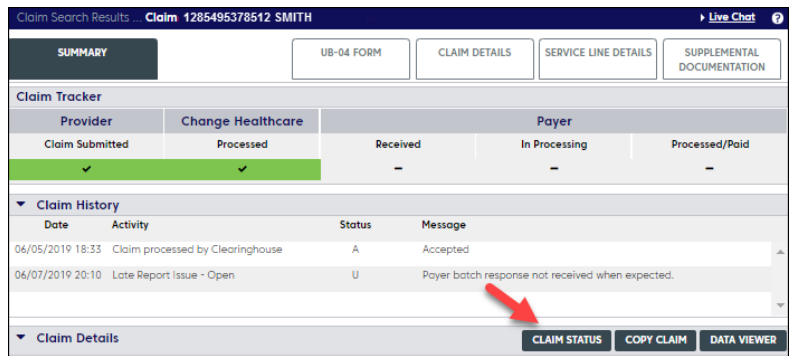 Claim Search Results ... Claim 1285495378512 SMITH Live Chat ?
SUMMARY UB-04 FORM CLAIM DETAILS SERVICE LINE DETAILS SUPPLEMENTAL DOCUMENTATION
Claim Tracker
Provider Change Healthcare Payer
Claim Submitted Processed Received In Processing Processed/Paid
Claim History
Date Activity Status Message
06/05/2019 18:33 Claim processed by Clearinghouse A Accepted
06/07/2019 20:10 Late Report Issue - Open U Payer batch response not received when expected.
Claim Details CLAIM STATUS COPY CLAIM DATA VIEWER